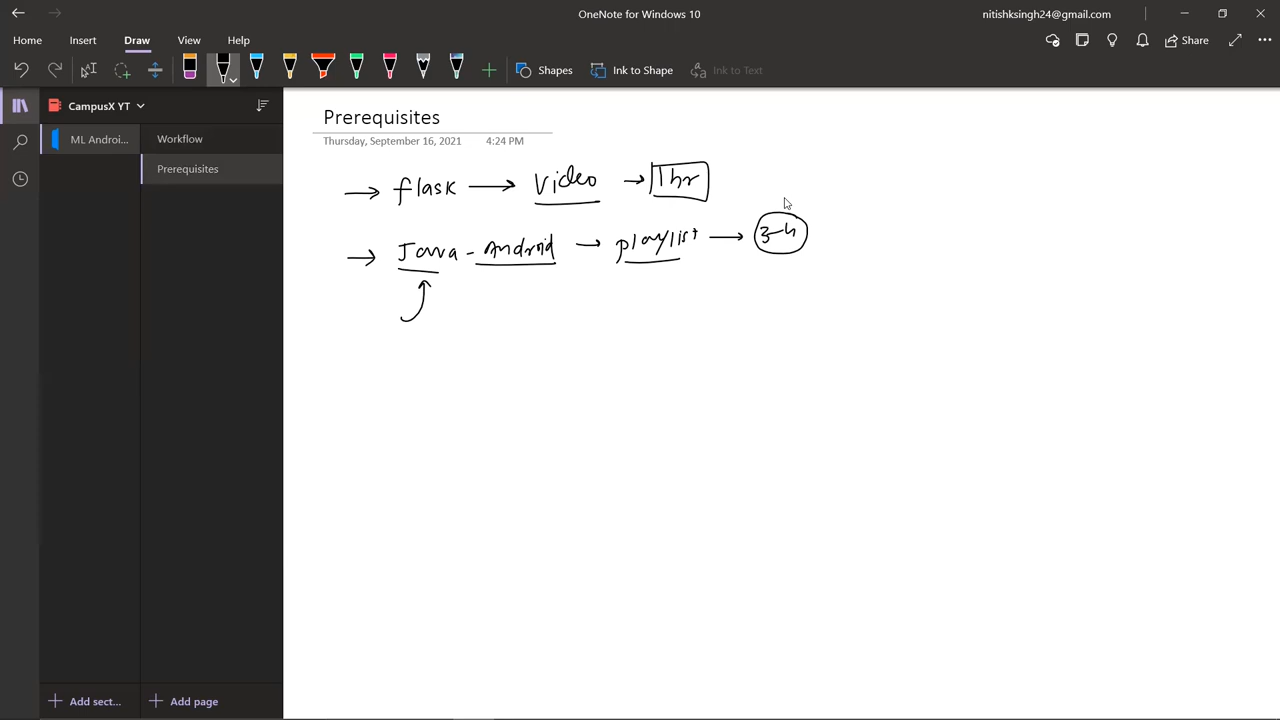 OneNote for Windows 10
nitishksingh24@gmail.com
Home Insert Draw View Help
Share
Shapes Ink to Shape Ink to Text
CampusX YT
ML Androi...
Workflow
Prerequisites
Prerequisites
Thursday, September 16, 2021 4:24 PM
→ flask → video → 1hr
→ Java - Android → playlist → 3-4
Add sect... Add page